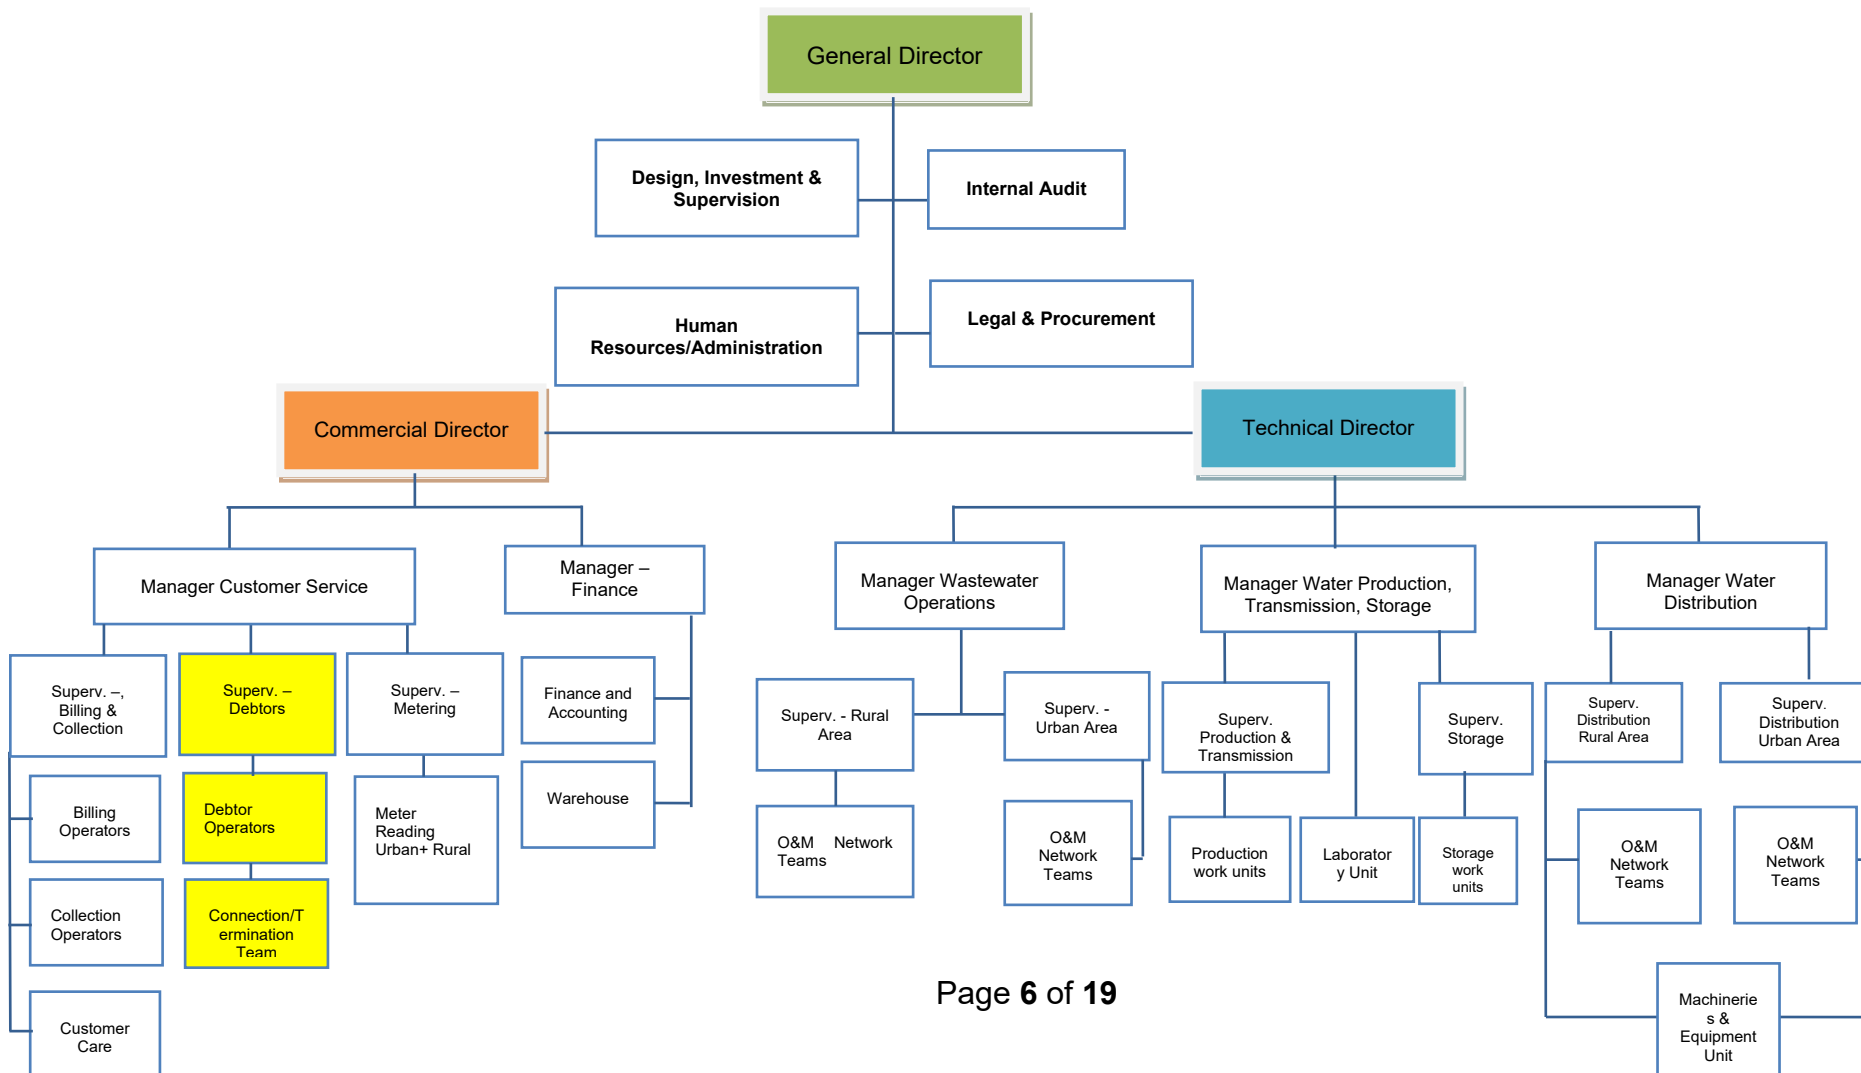 General Director
Design, Investment &
Supervision
Internal Audit
Human
Resources/Administration
Legal & Procurement
Commercial Director
Technical Director
Manager Customer Service
Manager –
Finance
Manager Wastewater
Operations
Manager Water Production,
Transmission, Storage
Manager Water
Distribution
Superv. –,
Billing &
Collection
Superv. –
Debtors
Superv. –
Metering
Finance and
Accounting
Superv. - Rural
Area
Superv. -
Urban Area
Superv.
Production &
Transmission
Superv.
Storage
Superv.
Distribution
Rural Area
Superv.
Distribution
Urban Area
Billing
Operators
Debtor
Operators
Meter
Reading
Urban+ Rural
Warehouse
O&M Network
Teams
O&M
Network
Teams
Production
work units
Laborator
y Unit
Storage
work
units
O&M
Network
Teams
O&M
Network
Teams
Collection
Operators
Connection/T
ermination
Team
Customer
Care
Machinerie
s &
Equipment
Unit
Page 6 of 19